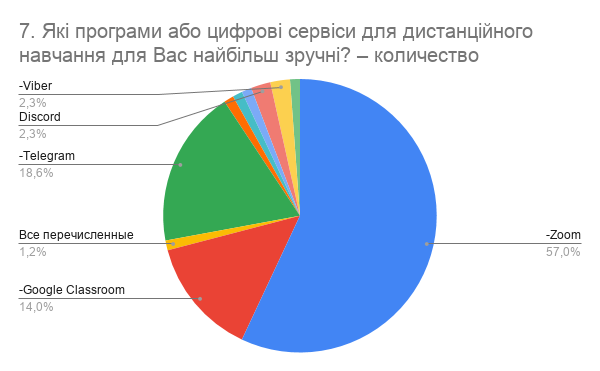 7. Які програми або цифрові сервіси для дистанційного
навчання для Вас найбільш зручні? – количество
-Viber
2,3%
Discord
2,3%
-Telegram
18,6%
Все перечисленные
1,2%
-Google Classroom
14,0%
-Zoom
57,0%